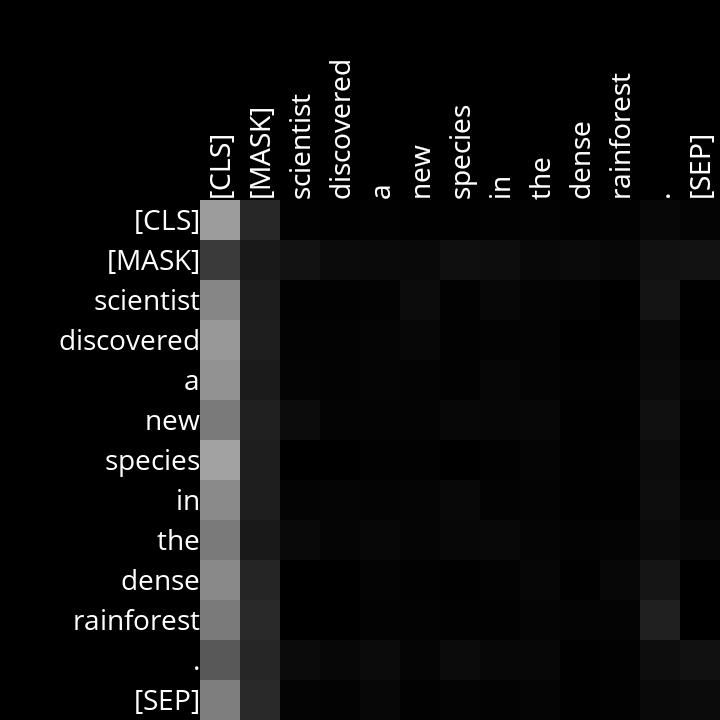 [CLS] [MASK] scientist discovered a new species in the dense rainforest . [SEP]
[CLS]
[MASK]
scientist
discovered
a
new
species
in
the
dense
rainforest
.
[SEP]